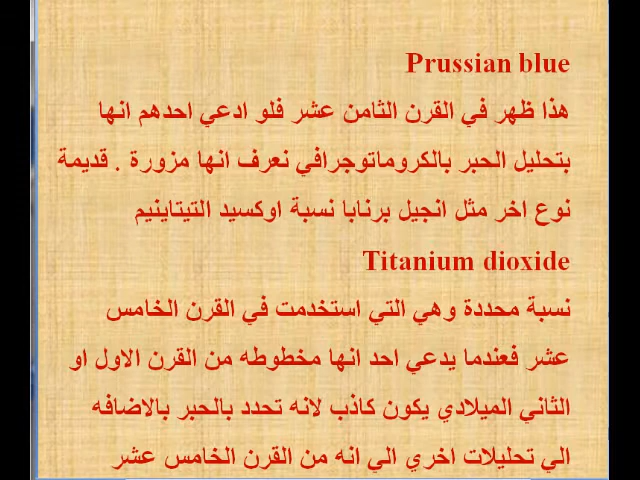 Prussian blue
هذا ظهر في القرن الثامن عشر فلو ادعي احدهم انها
بتحليل الحبر بالكروماتوجرافي نعرف انها مزورة . قديمة
نوع اخر مثل انجيل برنابا نسبة اوكسيد التيتاينيم
Titanium dioxide
نسبة محددة وهي التي استخدمت في القرن الخامس
عشر فعندما يدعي احد انها مخطوطه من القرن الاول او
الثاني الميلادي يكون كاذب لانه تحدد بالحبر بالاضافه
الي تحليلات اخري الي انه من القرن الخامس عشر